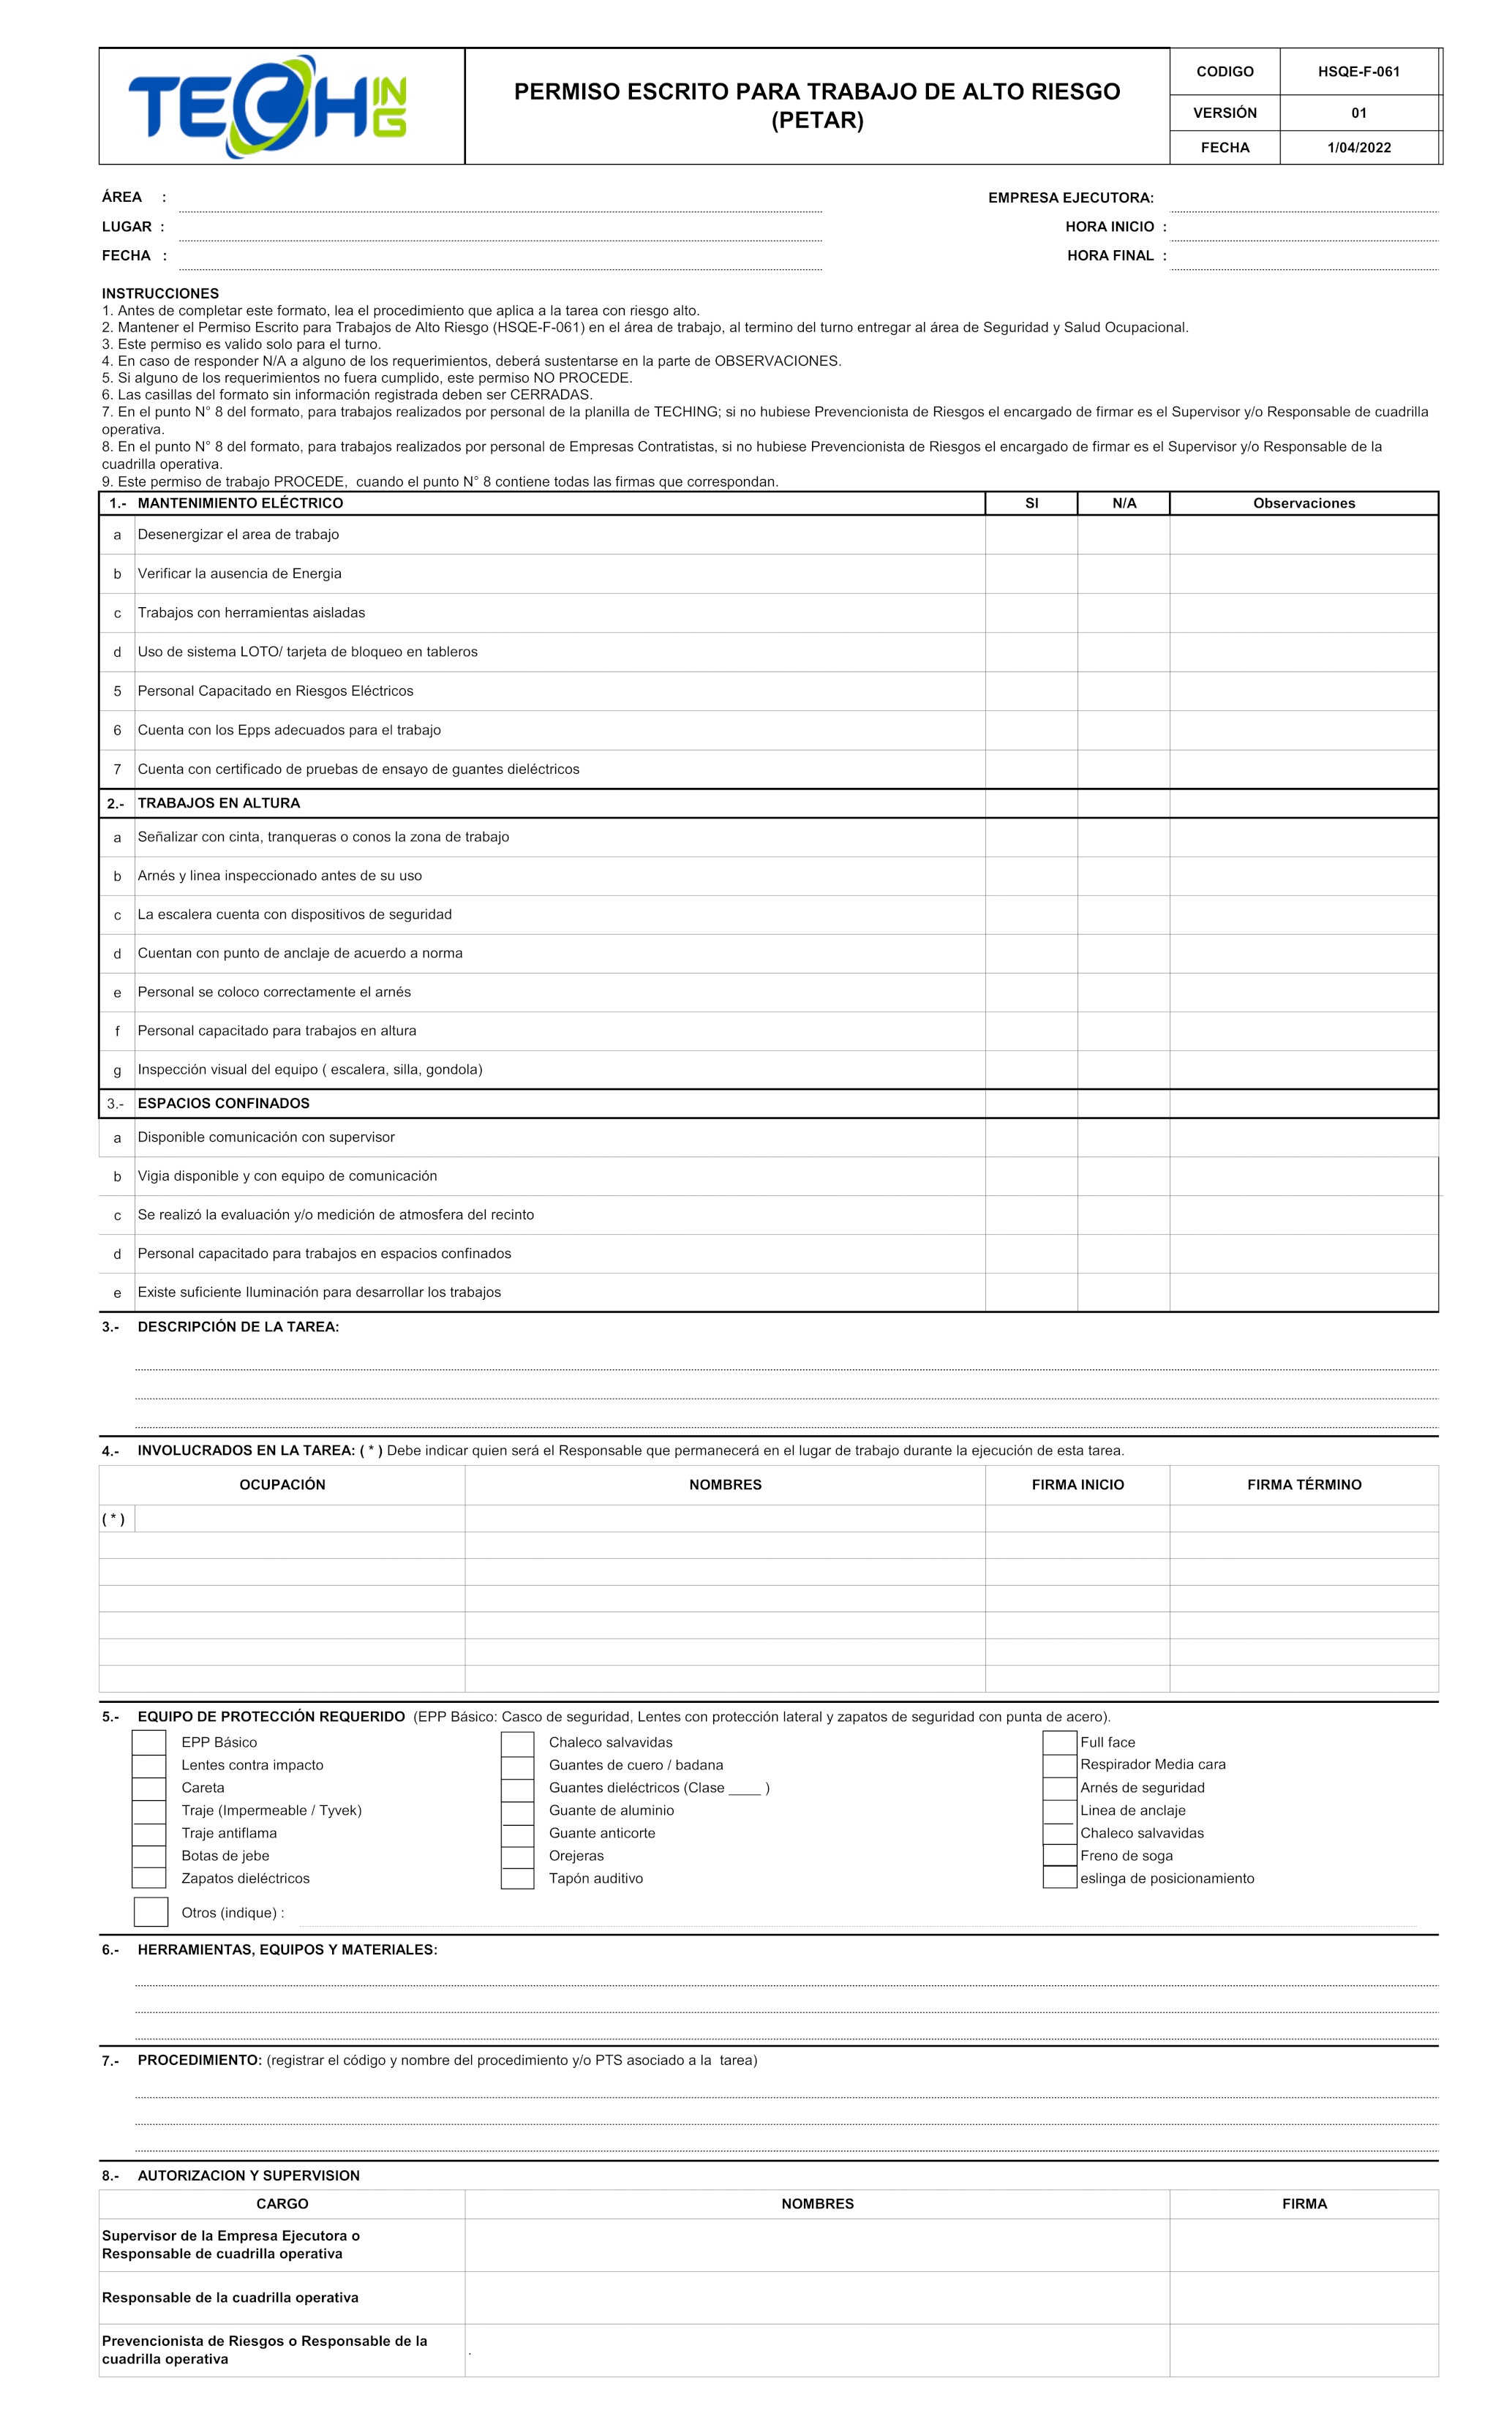 TECHING
PERMISO ESCRITO PARA TRABAJO DE ALTO RIESGO
(PETAR)
CODIGO HSQE-F-061
VERSIÓN 01
FECHA 1/04/2022
ÁREA :
EMPRESA EJECUTORA:
LUGAR :
HORA INICIO :
FECHA :
HORA FINAL :
INSTRUCCIONES
1. Antes de completar este formato, lea el procedimiento que aplica a la tarea con riesgo alto.
2. Mantener el Permiso Escrito para Trabajos de Alto Riesgo (HSQE-F-061) en el área de trabajo, al termino del turno entregar al área de Seguridad y Salud Ocupacional.
3. Este permiso es valido solo para el turno.
4. En caso de responder N/A a alguno de los requerimientos, deberá sustentarse en la parte de OBSERVACIONES.
5. Si alguno de los requerimientos no fuera cumplido, este permiso NO PROCEDE.
6. Las casillas del formato sin información registrada deben ser CERRADAS.
7. En el punto N° 8 del formato, para trabajos realizados por personal de la planilla de TECHING; si no hubiese Prevencionista de Riesgos el encargado de firmar es el Supervisor y/o Responsable de cuadrilla
operativa.
8. En el punto N° 8 del formato, para trabajos realizados por personal de Empresas Contratistas, si no hubiese Prevencionista de Riesgos el encargado de firmar es el Supervisor y/o Responsable de la
cuadrilla operativa.
9. Este permiso de trabajo PROCEDE, cuando el punto N° 8 contiene todas las firmas que correspondan.
1.- MANTENIMIENTO ELÉCTRICO SI N/A Observaciones
a Desenergizar el area de trabajo
b Verificar la ausencia de Energia
c Trabajos con herramientas aisladas
d Uso de sistema LOTO/ tarjeta de bloqueo en tableros
5 Personal Capacitado en Riesgos Eléctricos
6 Cuenta con los Epps adecuados para el trabajo
7 Cuenta con certificado de pruebas de ensayo de guantes dieléctricos
2.- TRABAJOS EN ALTURA
a Señalizar con cinta, tranqueras o conos la zona de trabajo
b Arnés y linea inspeccionado antes de su uso
c La escalera cuenta con dispositivos de seguridad
d Cuentan con punto de anclaje de acuerdo a norma
e Personal se coloco correctamente el arnés
f Personal capacitado para trabajos en altura
g Inspección visual del equipo ( escalera, silla, gondola)
3.- ESPACIOS CONFINADOS
a Disponible comunicación con supervisor
b Vigia disponible y con equipo de comunicación
c Se realizó la evaluación y/o medición de atmosfera del recinto
d Personal capacitado para trabajos en espacios confinados
e Existe suficiente Iluminación para desarrollar los trabajos
3.- DESCRIPCIÓN DE LA TAREA:
4.- INVOLUCRADOS EN LA TAREA: ( * ) Debe indicar quien será el Responsable que permanecerá en el lugar de trabajo durante la ejecución de esta tarea.
OCUPACIÓN NOMBRES FIRMA INICIO FIRMA TÉRMINO
( * )
5.- EQUIPO DE PROTECCIÓN REQUERIDO (EPP Básico: Casco de seguridad, Lentes con protección lateral y zapatos de seguridad con punta de acero).
EPP Básico Chaleco salvavidas Full face
Lentes contra impacto Guantes de cuero / badana Respirador Media cara
Careta Guantes dieléctricos (Clase ____ ) Arnés de seguridad
Traje (Impermeable / Tyvek) Guante de aluminio Linea de anclaje
Traje antiflama Guante anticorte Chaleco salvavidas
Botas de jebe Orejeras Freno de soga
Zapatos dieléctricos Tapón auditivo eslinga de posicionamiento
Otros (indique) :
6.- HERRAMIENTAS, EQUIPOS Y MATERIALES:
7.- PROCEDIMIENTO: (registrar el código y nombre del procedimiento y/o PTS asociado a la tarea)
8.- AUTORIZACION Y SUPERVISION
CARGO NOMBRES FIRMA
Supervisor de la Empresa Ejecutora o
Responsable de cuadrilla operativa
Responsable de la cuadrilla operativa
Prevencionista de Riesgos o Responsable de la
cuadrilla operativa .